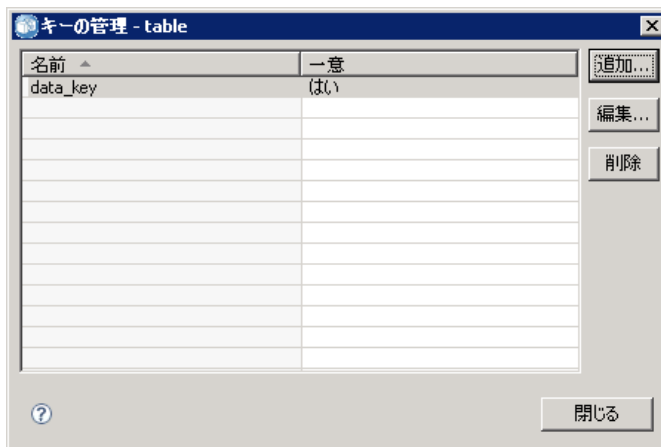 キーの管理 - table
名前 一意
data_key はい
追加...
編集...
削除
?
閉じる